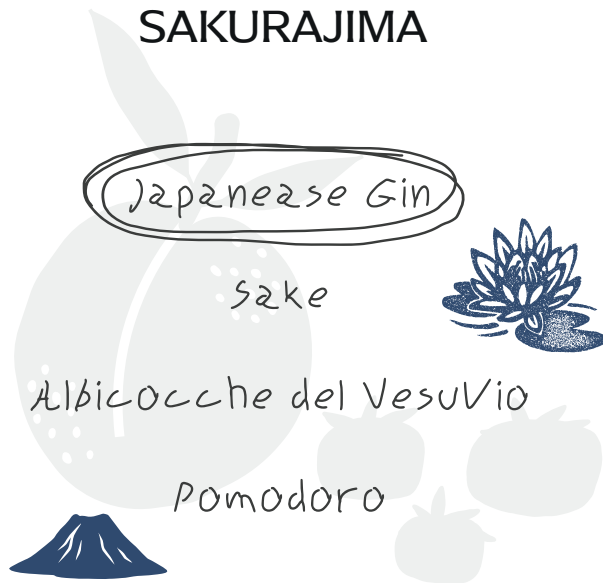 SAKURAJIMA
Japanease Gin
Sake
Albicocche del Vesuvio
Pomodoro